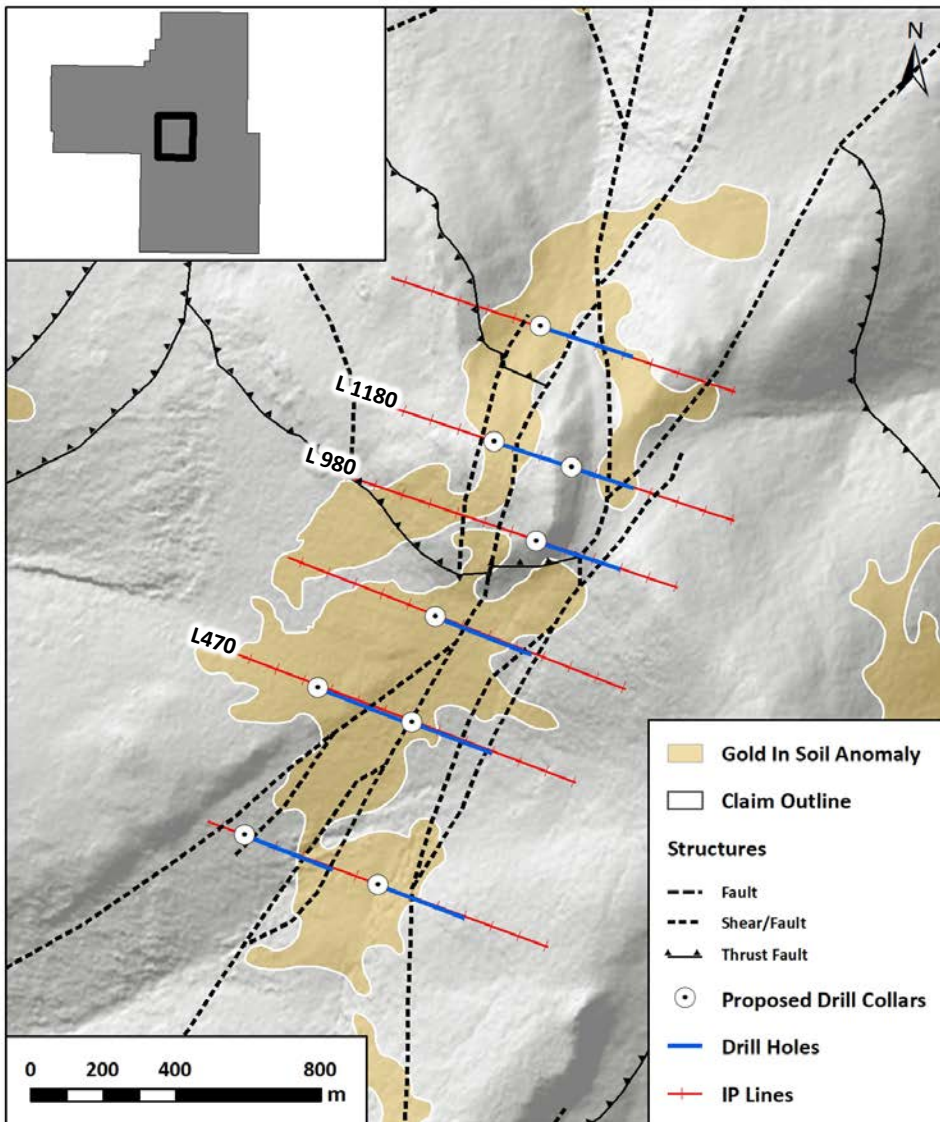 N
L 1180
L 980
L470
Gold In Soil Anomaly
Claim Outline
Structures
Fault
Shear/Fault
Thrust Fault
Proposed Drill Collars
Drill Holes
IP Lines
0 200 400 800
m